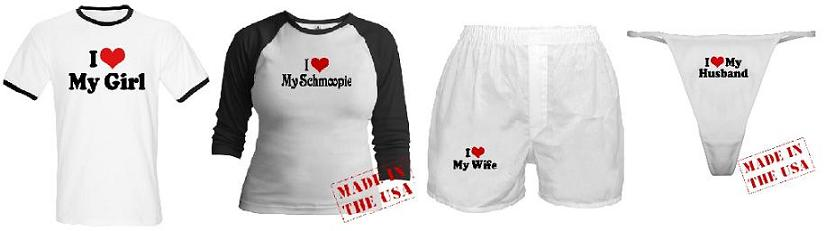 I ♥
My Girl
I ♥
My Schmoopie
MADE IN
THE USA
I ♥
My Wife
I ♥ My
Husband
MADE IN
THE USA